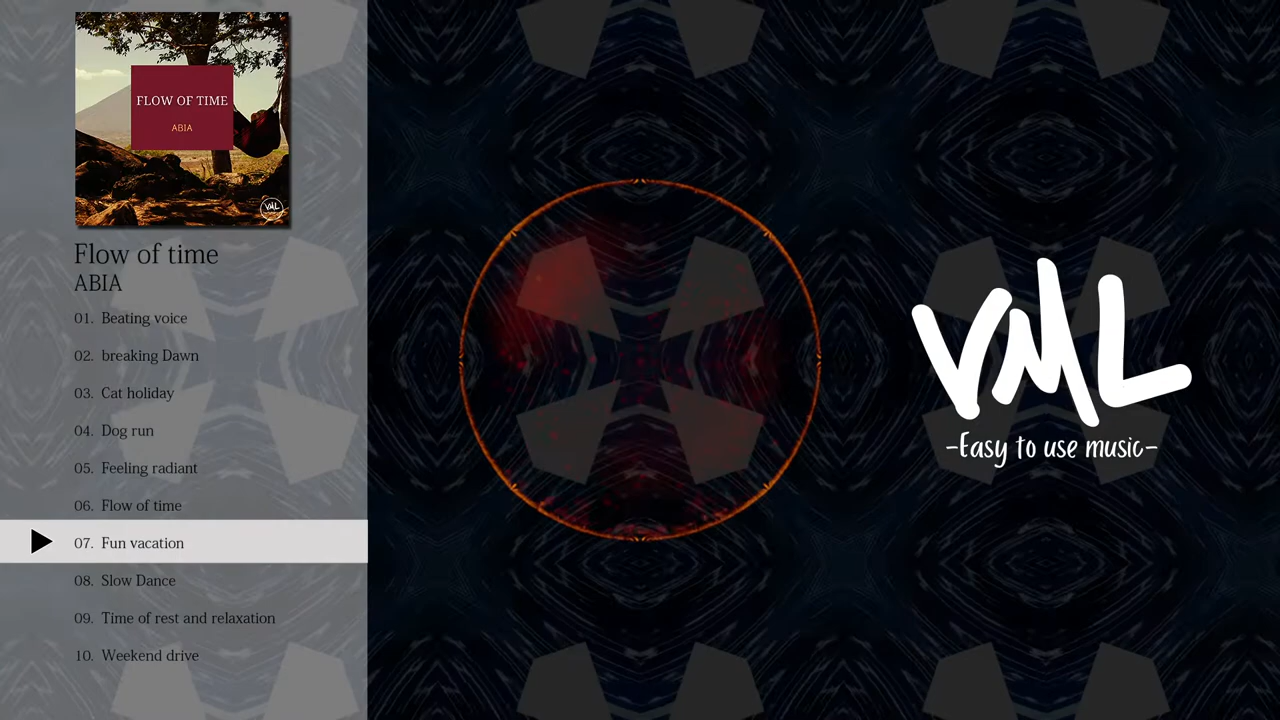 FLOW OF TIME
ABIA
VML
Flow of time
ABIA
01. Beating voice
02. breaking Dawn
03. Cat holiday
04. Dog run
05. Feeling radiant
06. Flow of time
07. Fun vacation
08. Slow Dance
09. Time of rest and relaxation
10. Weekend drive
VML
-Easy to use music-